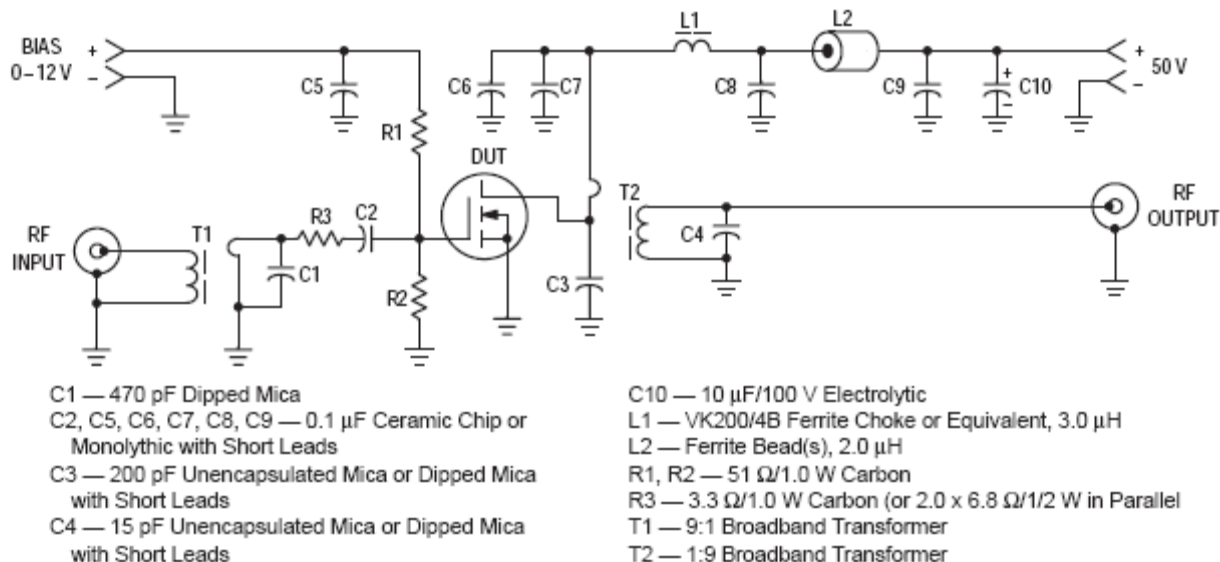 L1
L2
BIAS
0–12 V
+
–
C5
C6
C7
C8
C9
+
–
C10
+
–
50 V
R1
DUT
T2
RF
OUTPUT
RF
INPUT
T1
R3
C2
C1
R2
C3
C4
C1 — 470 pF Dipped Mica
C2, C5, C6, C7, C8, C9 — 0.1 μF Ceramic Chip or
Monolythic with Short Leads
C3 — 200 pF Unencapsulated Mica or Dipped Mica
with Short Leads
C4 — 15 pF Unencapsulated Mica or Dipped Mica
with Short Leads
C10 — 10 μF/100 V Electrolytic
L1 — VK200/4B Ferrite Choke or Equivalent, 3.0 μH
L2 — Ferrite Bead(s), 2.0 μH
R1, R2 — 51 Ω/1.0 W Carbon
R3 — 3.3 Ω/1.0 W Carbon (or 2.0 x 6.8 Ω/1/2 W in Parallel
T1 — 9:1 Broadband Transformer
T2 — 1:9 Broadband Transformer